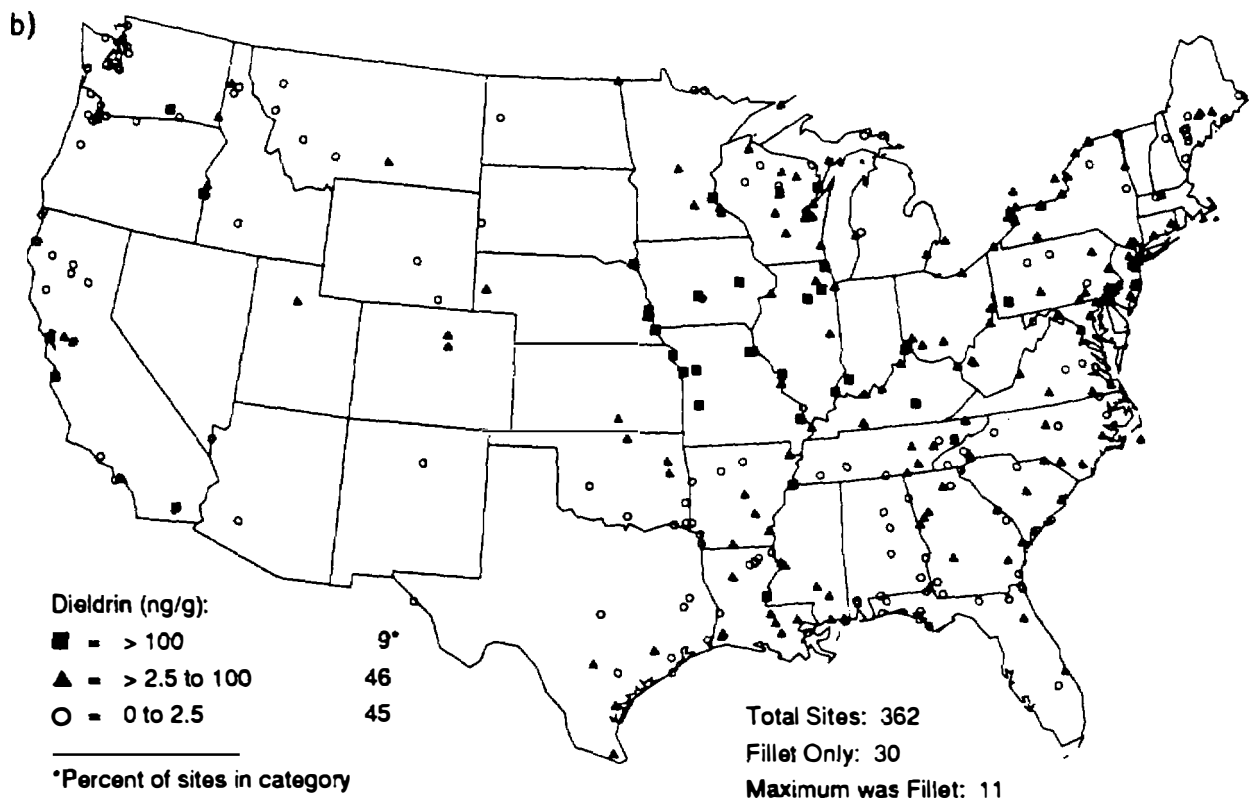 b)
Dieldrin (ng/g):
■ = > 100 9*
▲ = > 2.5 to 100 46
○ = 0 to 2.5 45
*Percent of sites in category
Total Sites: 362
Fillet Only: 30
Maximum was Fillet: 11